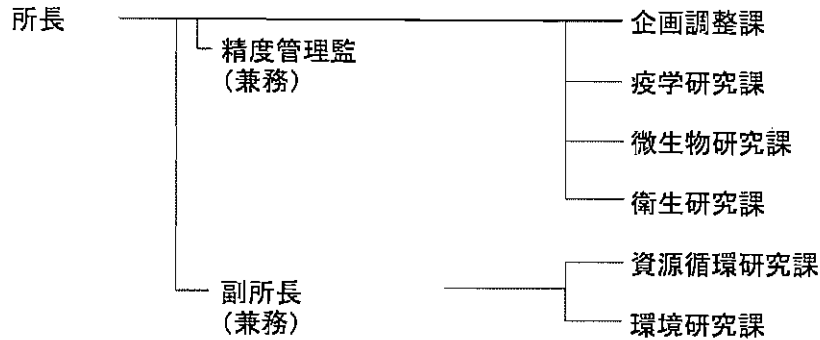 所長
精度管理監
(兼務)
副所長
(兼務)
企画調整課
疫学研究課
微生物研究課
衛生研究課
資源循環研究課
環境研究課